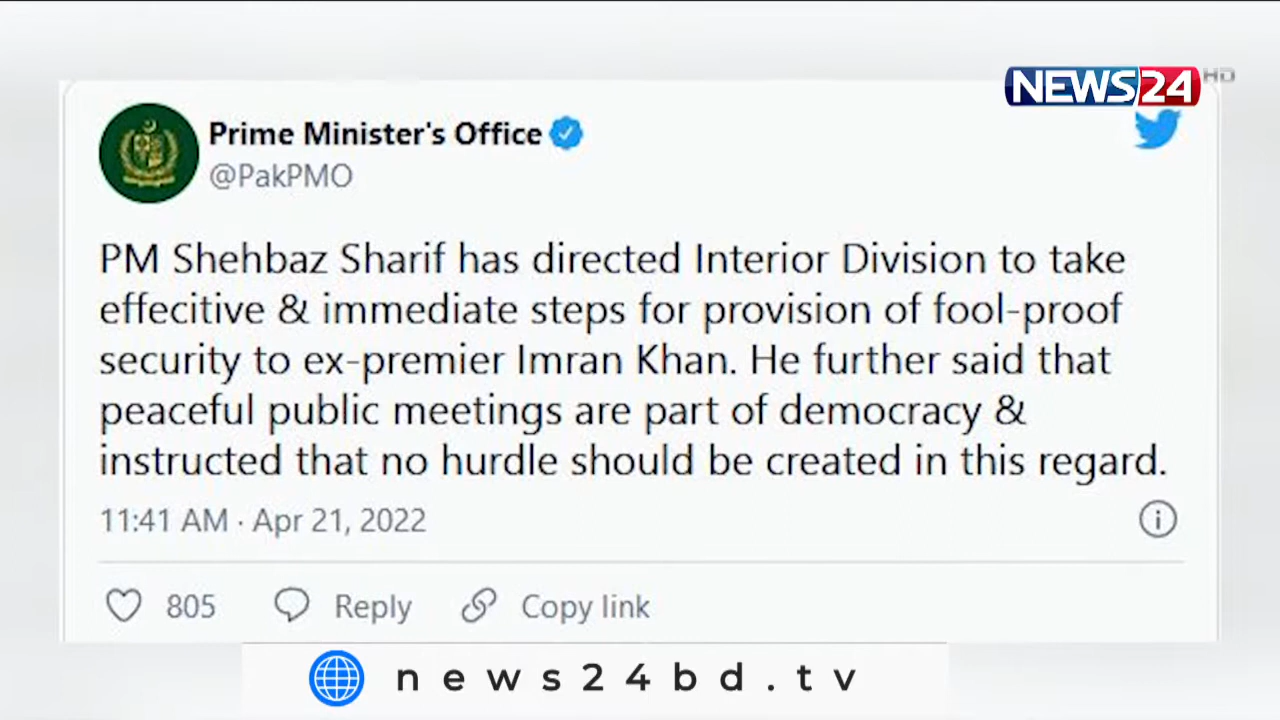 NEWS24 HD
Prime Minister's Office
@PakPMO
PM Shehbaz Sharif has directed Interior Division to take
effecitive & immediate steps for provision of fool-proof
security to ex-premier Imran Khan. He further said that
peaceful public meetings are part of democracy &
instructed that no hurdle should be created in this regard.
11:41 AM · Apr 21, 2022
805 Reply Copy link
news24bd.tv